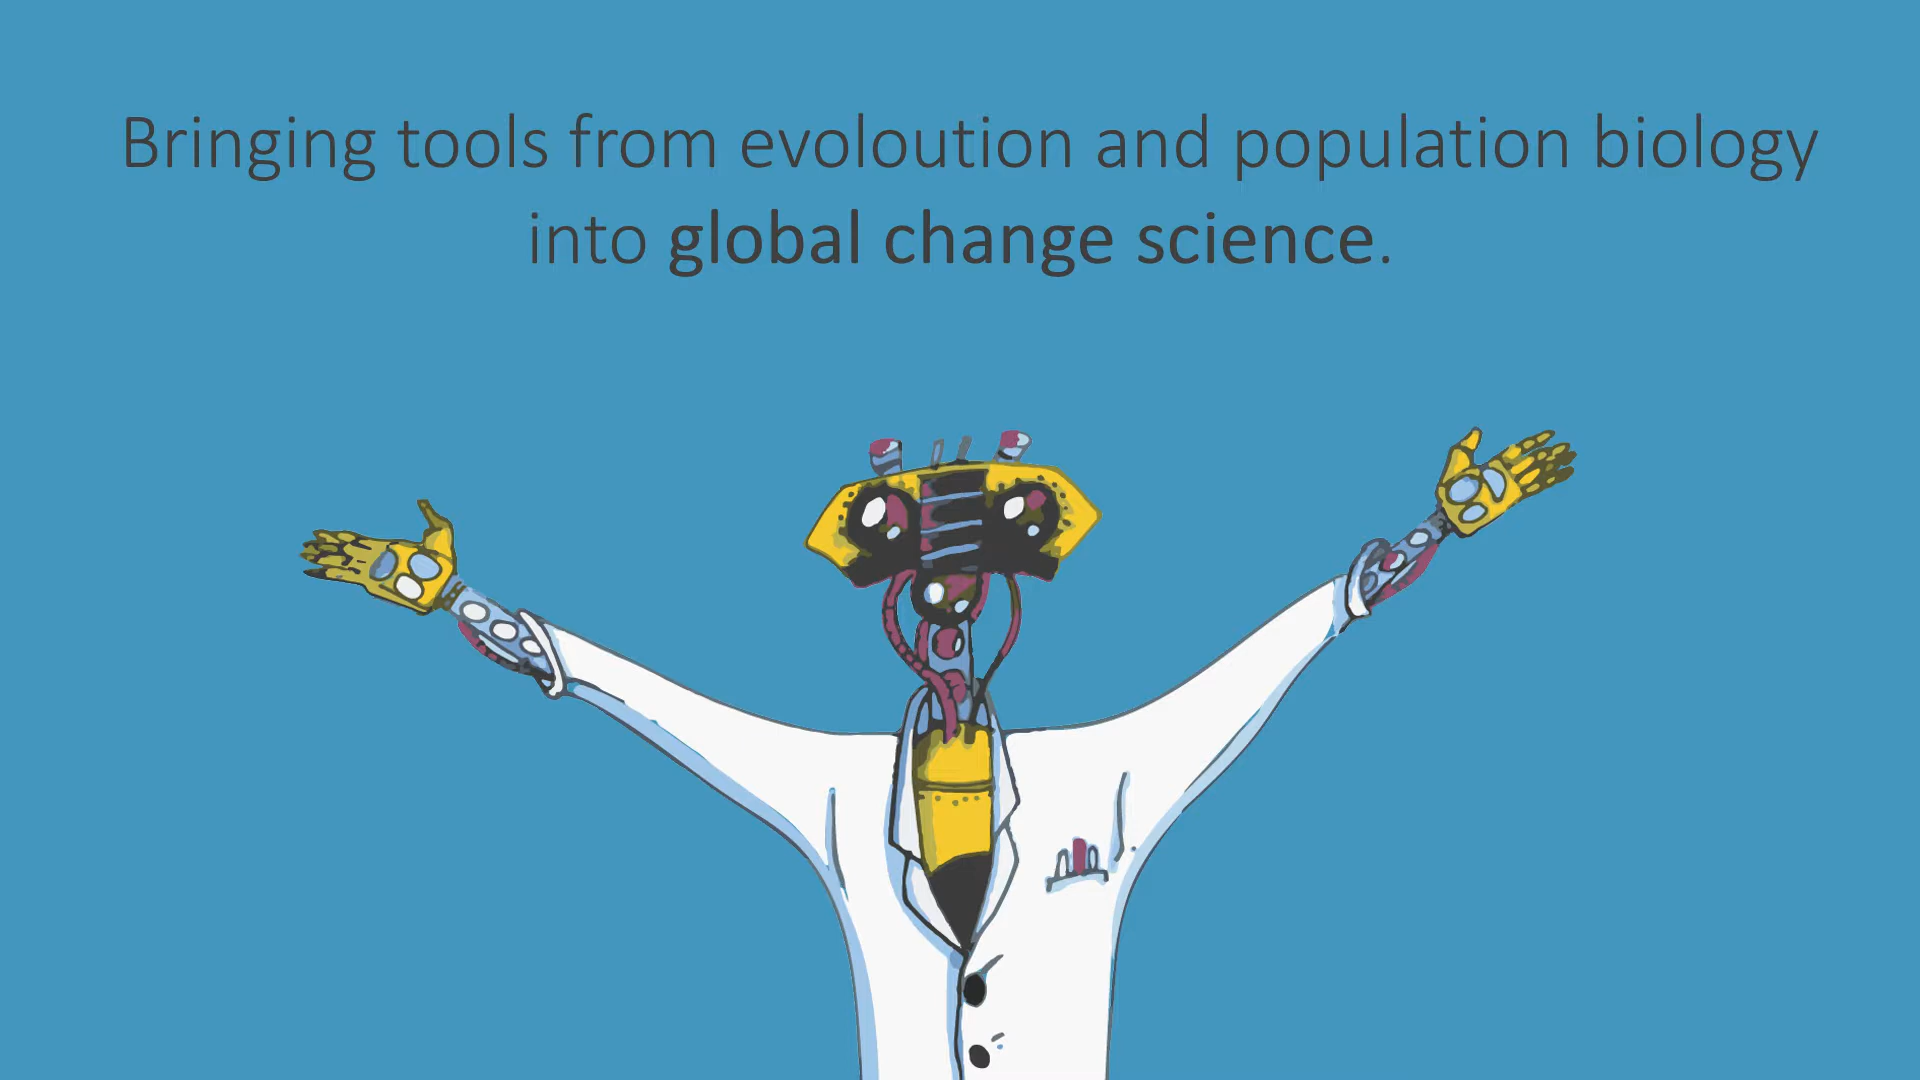 Bringing tools from evoloution and population biology
into global change science.